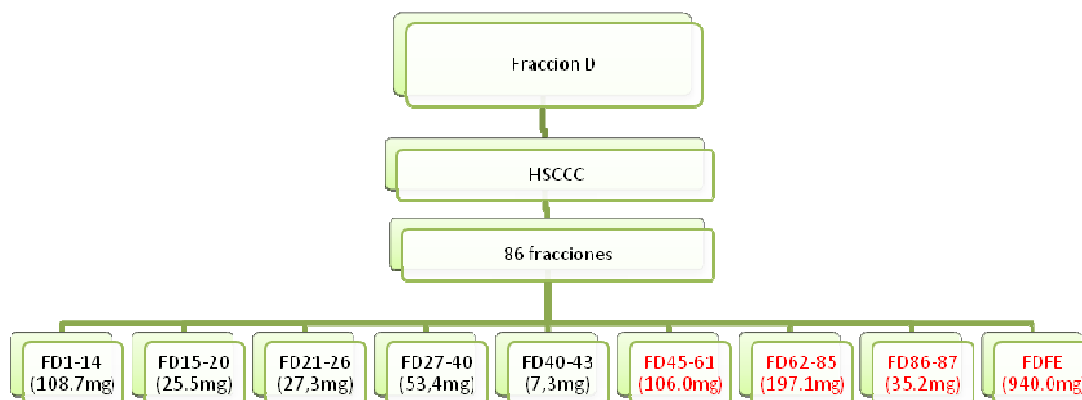 Fraccion D
HSCCC
86 fracciones
FD1-14
(108.7mg)
FD15-20
(25.5mg)
FD21-26
(27,3mg)
FD27-40
(53,4mg)
FD40-43
(7,3mg)
FD45-61
(106.0mg)
FD62-85
(197.1mg)
FD86-87
(35.2mg)
FDFE
(940.0mg)